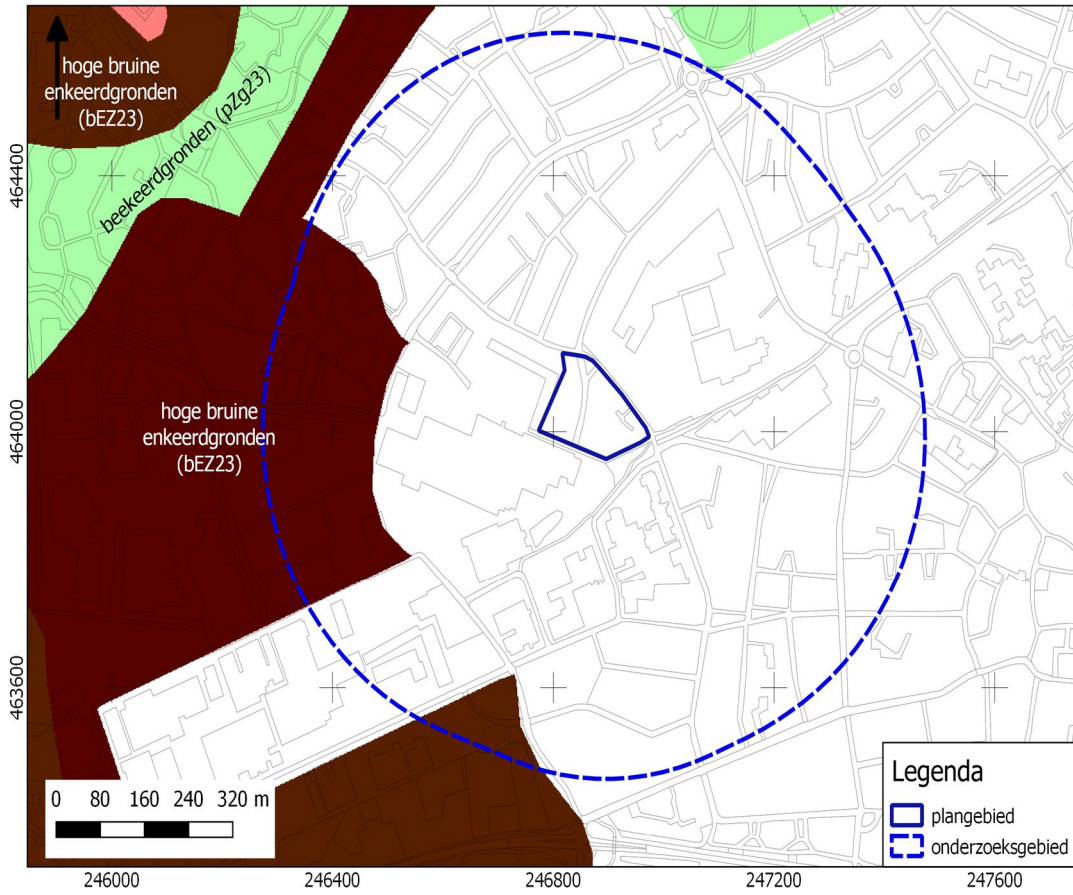 hoge bruine
enkeerdgronden
(bEZ23)
beekeerdgronden (pZg23)
464400
hoge bruine
enkeerdgronden
(bEZ23)
464000
463600
0 80 160 240 320 m
Legenda
plangebied
onderzoeksgebied
246000 246400 246800 247200 247600